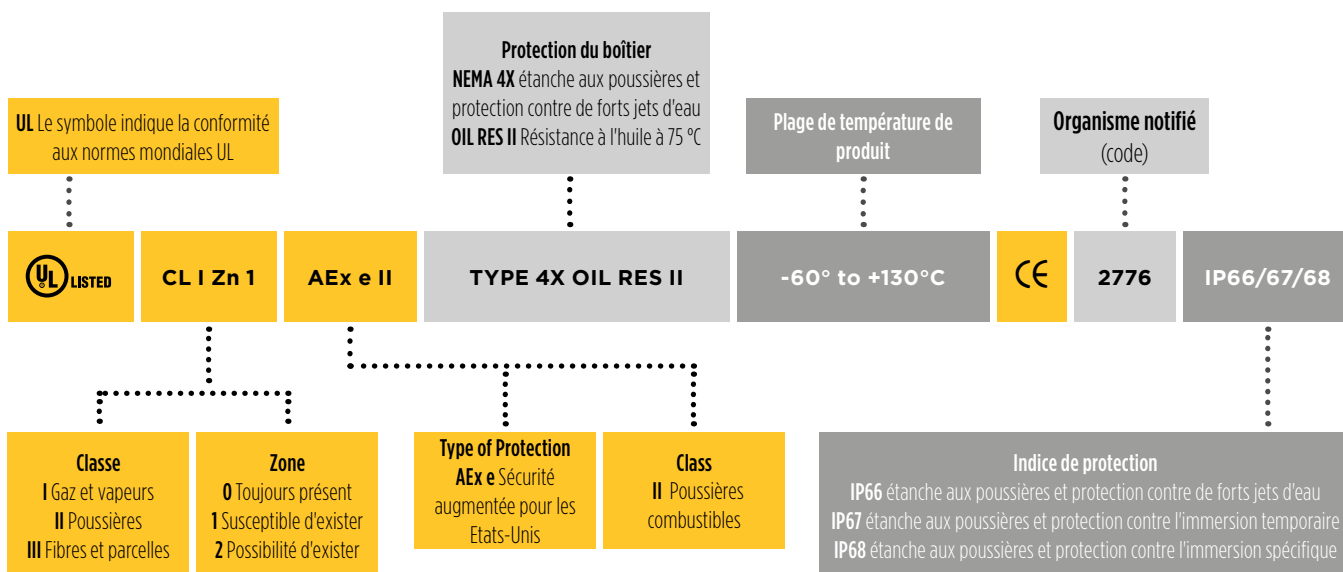 Protection du boîtier
NEMA 4X étanche aux poussières et
protection contre de forts jets d'eau
OIL RES II Résistance à l'huile à 75 °C
UL Le symbole indique la conformité
aux normes mondiales UL
Plage de température de
produit
Organisme notifié
(code)
UL LISTED
CL I Zn 1
AEx e II
TYPE 4X OIL RES II
-60° to +130°C
CE
2776
IP66/67/68
Classe
I Gaz et vapeurs
II Poussières
III Fibres et parcelles
Zone
0 Toujours présent
1 Susceptible d'exister
2 Possibilité d'exister
Type of Protection
AEx e Sécurité
augmentée pour les
Etats-Unis
Class
II Poussières
combustibles
Indice de protection
IP66 étanche aux poussières et protection contre de forts jets d'eau
IP67 étanche aux poussières et protection contre l'immersion temporaire
IP68 étanche aux poussières et protection contre l'immersion spécifique